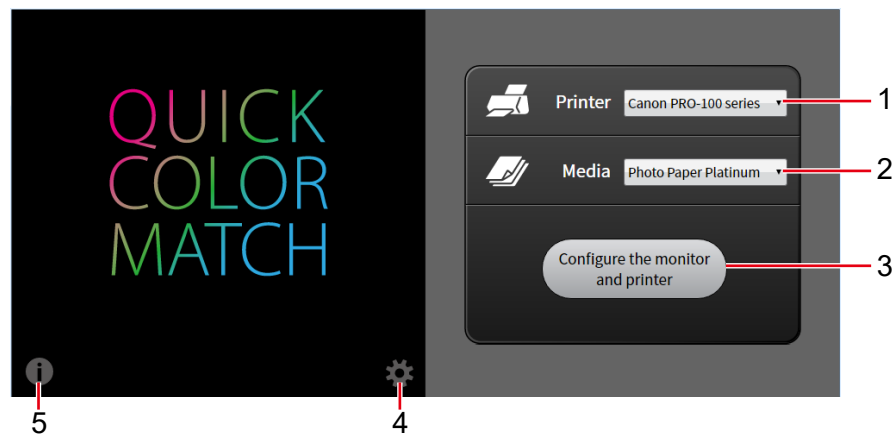 QUICK
COLOR
MATCH
Printer Canon PRO-100 series
Media Photo Paper Platinum
Configure the monitor
and printer
1
2
3
4
5